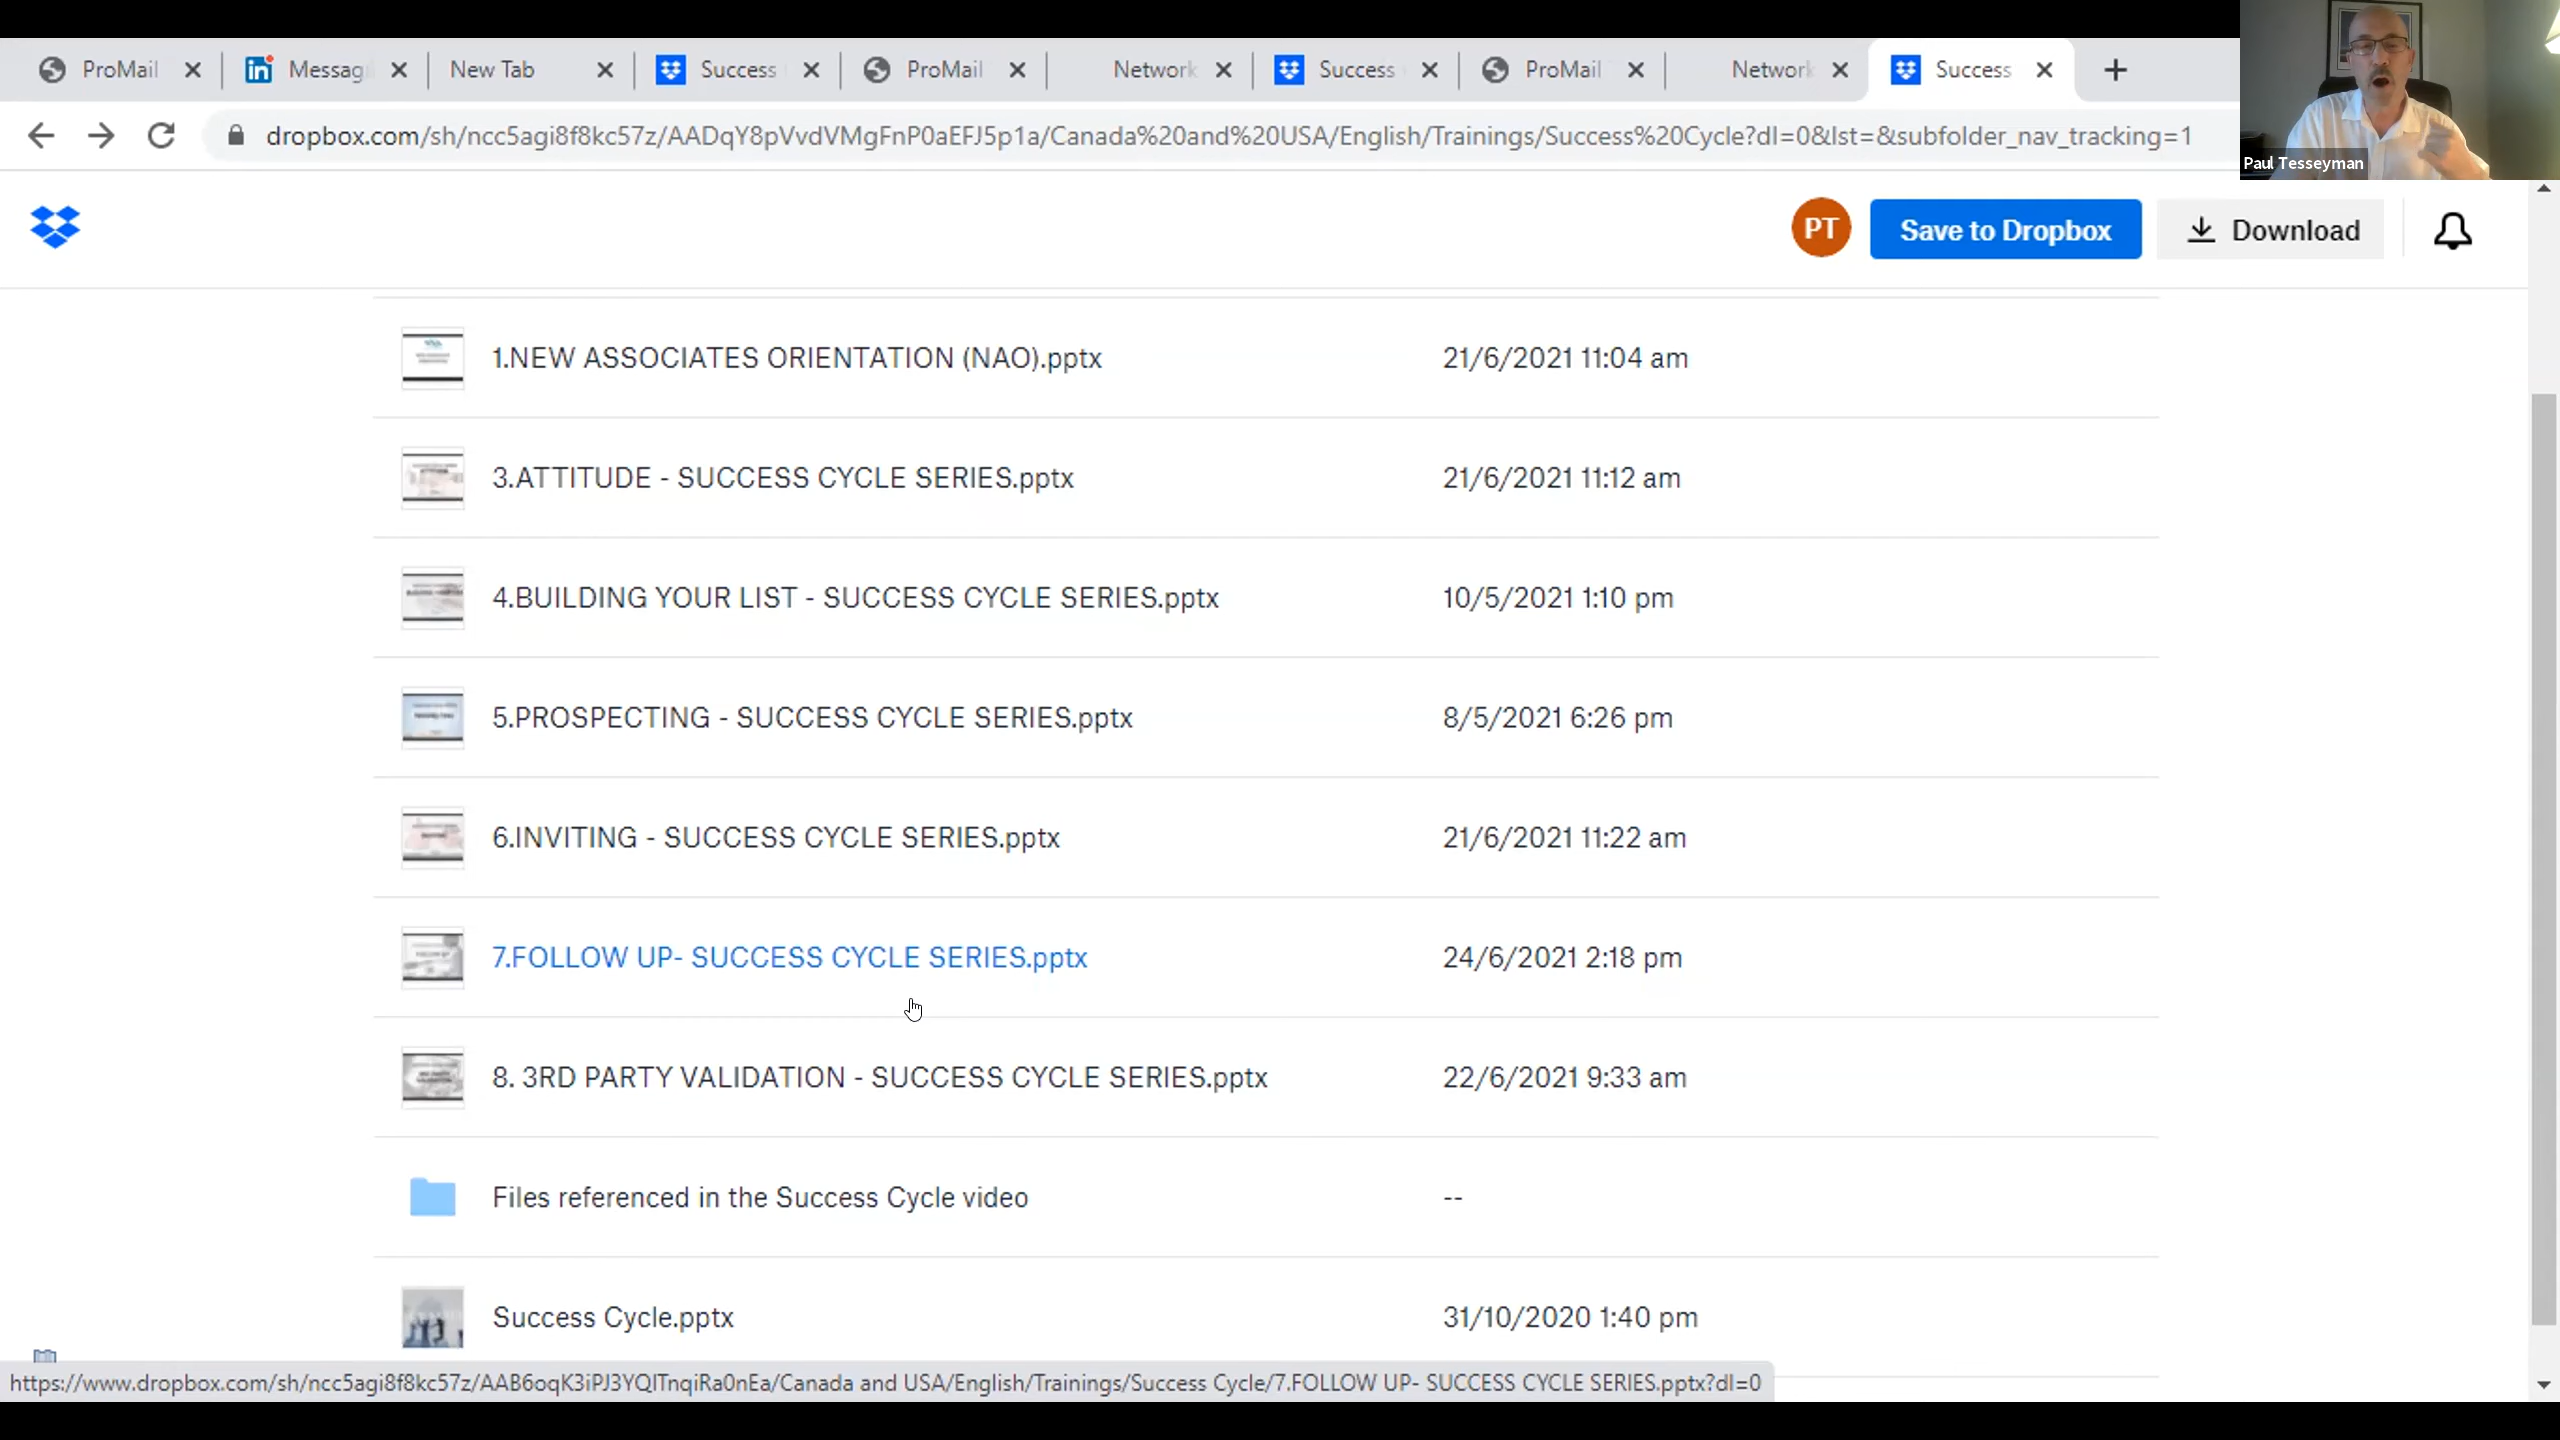 ProMail Messag New Tab Success ProMail Network Success ProMail Network Success
dropbox.com/sh/ncc5agi8f8kc57z/AADqY8pVvdVMgFnP0aEFJ5p1a/Canada%20and%20USA/English/Trainings/Success%20Cycle?dl=0&lst=&subfolder_nav_tracking=1
Paul Tesseyman
PT Save to Dropbox Download
1.NEW ASSOCIATES ORIENTATION (NAO).pptx 21/6/2021 11:04 am
3.ATTITUDE - SUCCESS CYCLE SERIES.pptx 21/6/2021 11:12 am
4.BUILDING YOUR LIST - SUCCESS CYCLE SERIES.pptx 10/5/2021 1:10 pm
5.PROSPECTING - SUCCESS CYCLE SERIES.pptx 8/5/2021 6:26 pm
6.INVITING - SUCCESS CYCLE SERIES.pptx 21/6/2021 11:22 am
7.FOLLOW UP- SUCCESS CYCLE SERIES.pptx 24/6/2021 2:18 pm
8. 3RD PARTY VALIDATION - SUCCESS CYCLE SERIES.pptx 22/6/2021 9:33 am
Files referenced in the Success Cycle video --
Success Cycle.pptx 31/10/2020 1:40 pm
https://www.dropbox.com/sh/ncc5agi8f8kc57z/AAB6oqK3iPJ3YQITnqiRa0nEa/Canada and USA/English/Trainings/Success Cycle/7.FOLLOW UP- SUCCESS CYCLE SERIES.pptx?dl=0